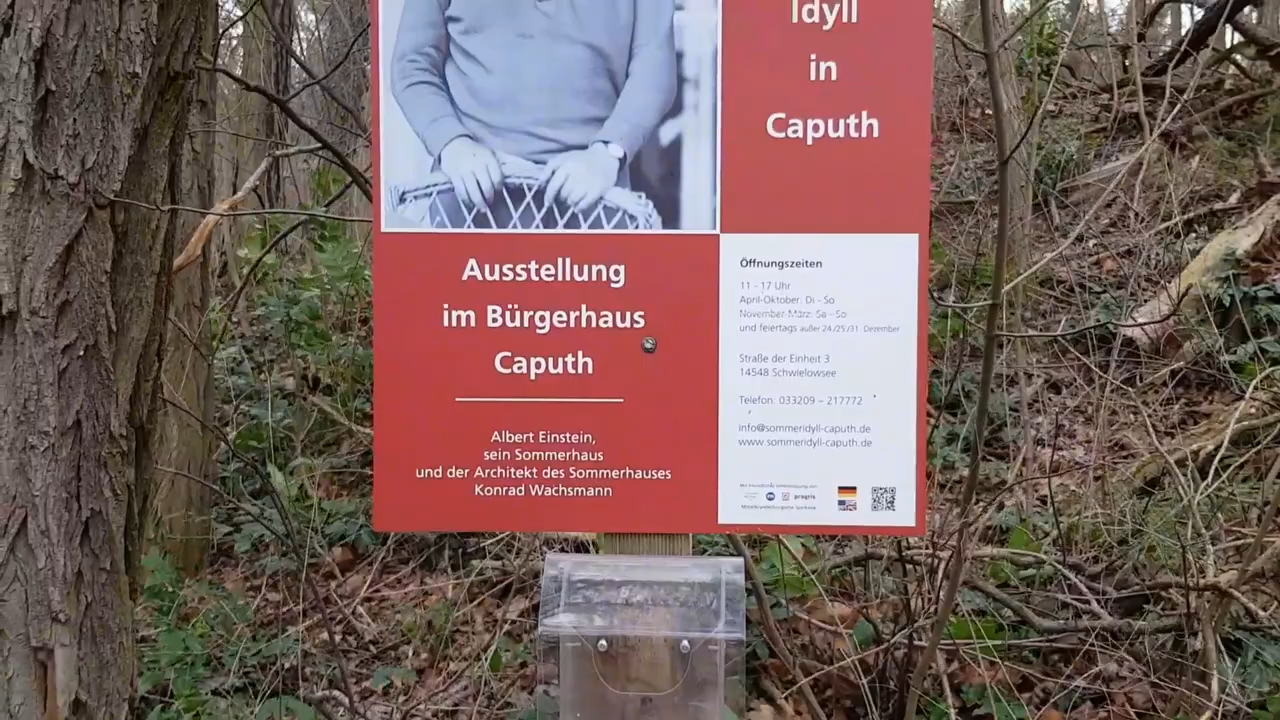 Idyll
in
Caputh
Ausstellung
im Bürgerhaus
Caputh
Albert Einstein,
sein Sommerhaus
und der Architekt des Sommerhauses
Konrad Wachsmann
Öffnungszeiten
11 - 17 Uhr
April-Oktober: Di - So
November-März: Sa - So
und feiertags außer 24./25./31. Dezember
Straße der Einheit 3
14548 Schwielowsee
Telefon: 033209 – 217772
info@sommeridyll-caputh.de
www.sommeridyll-caputh.de
pragris